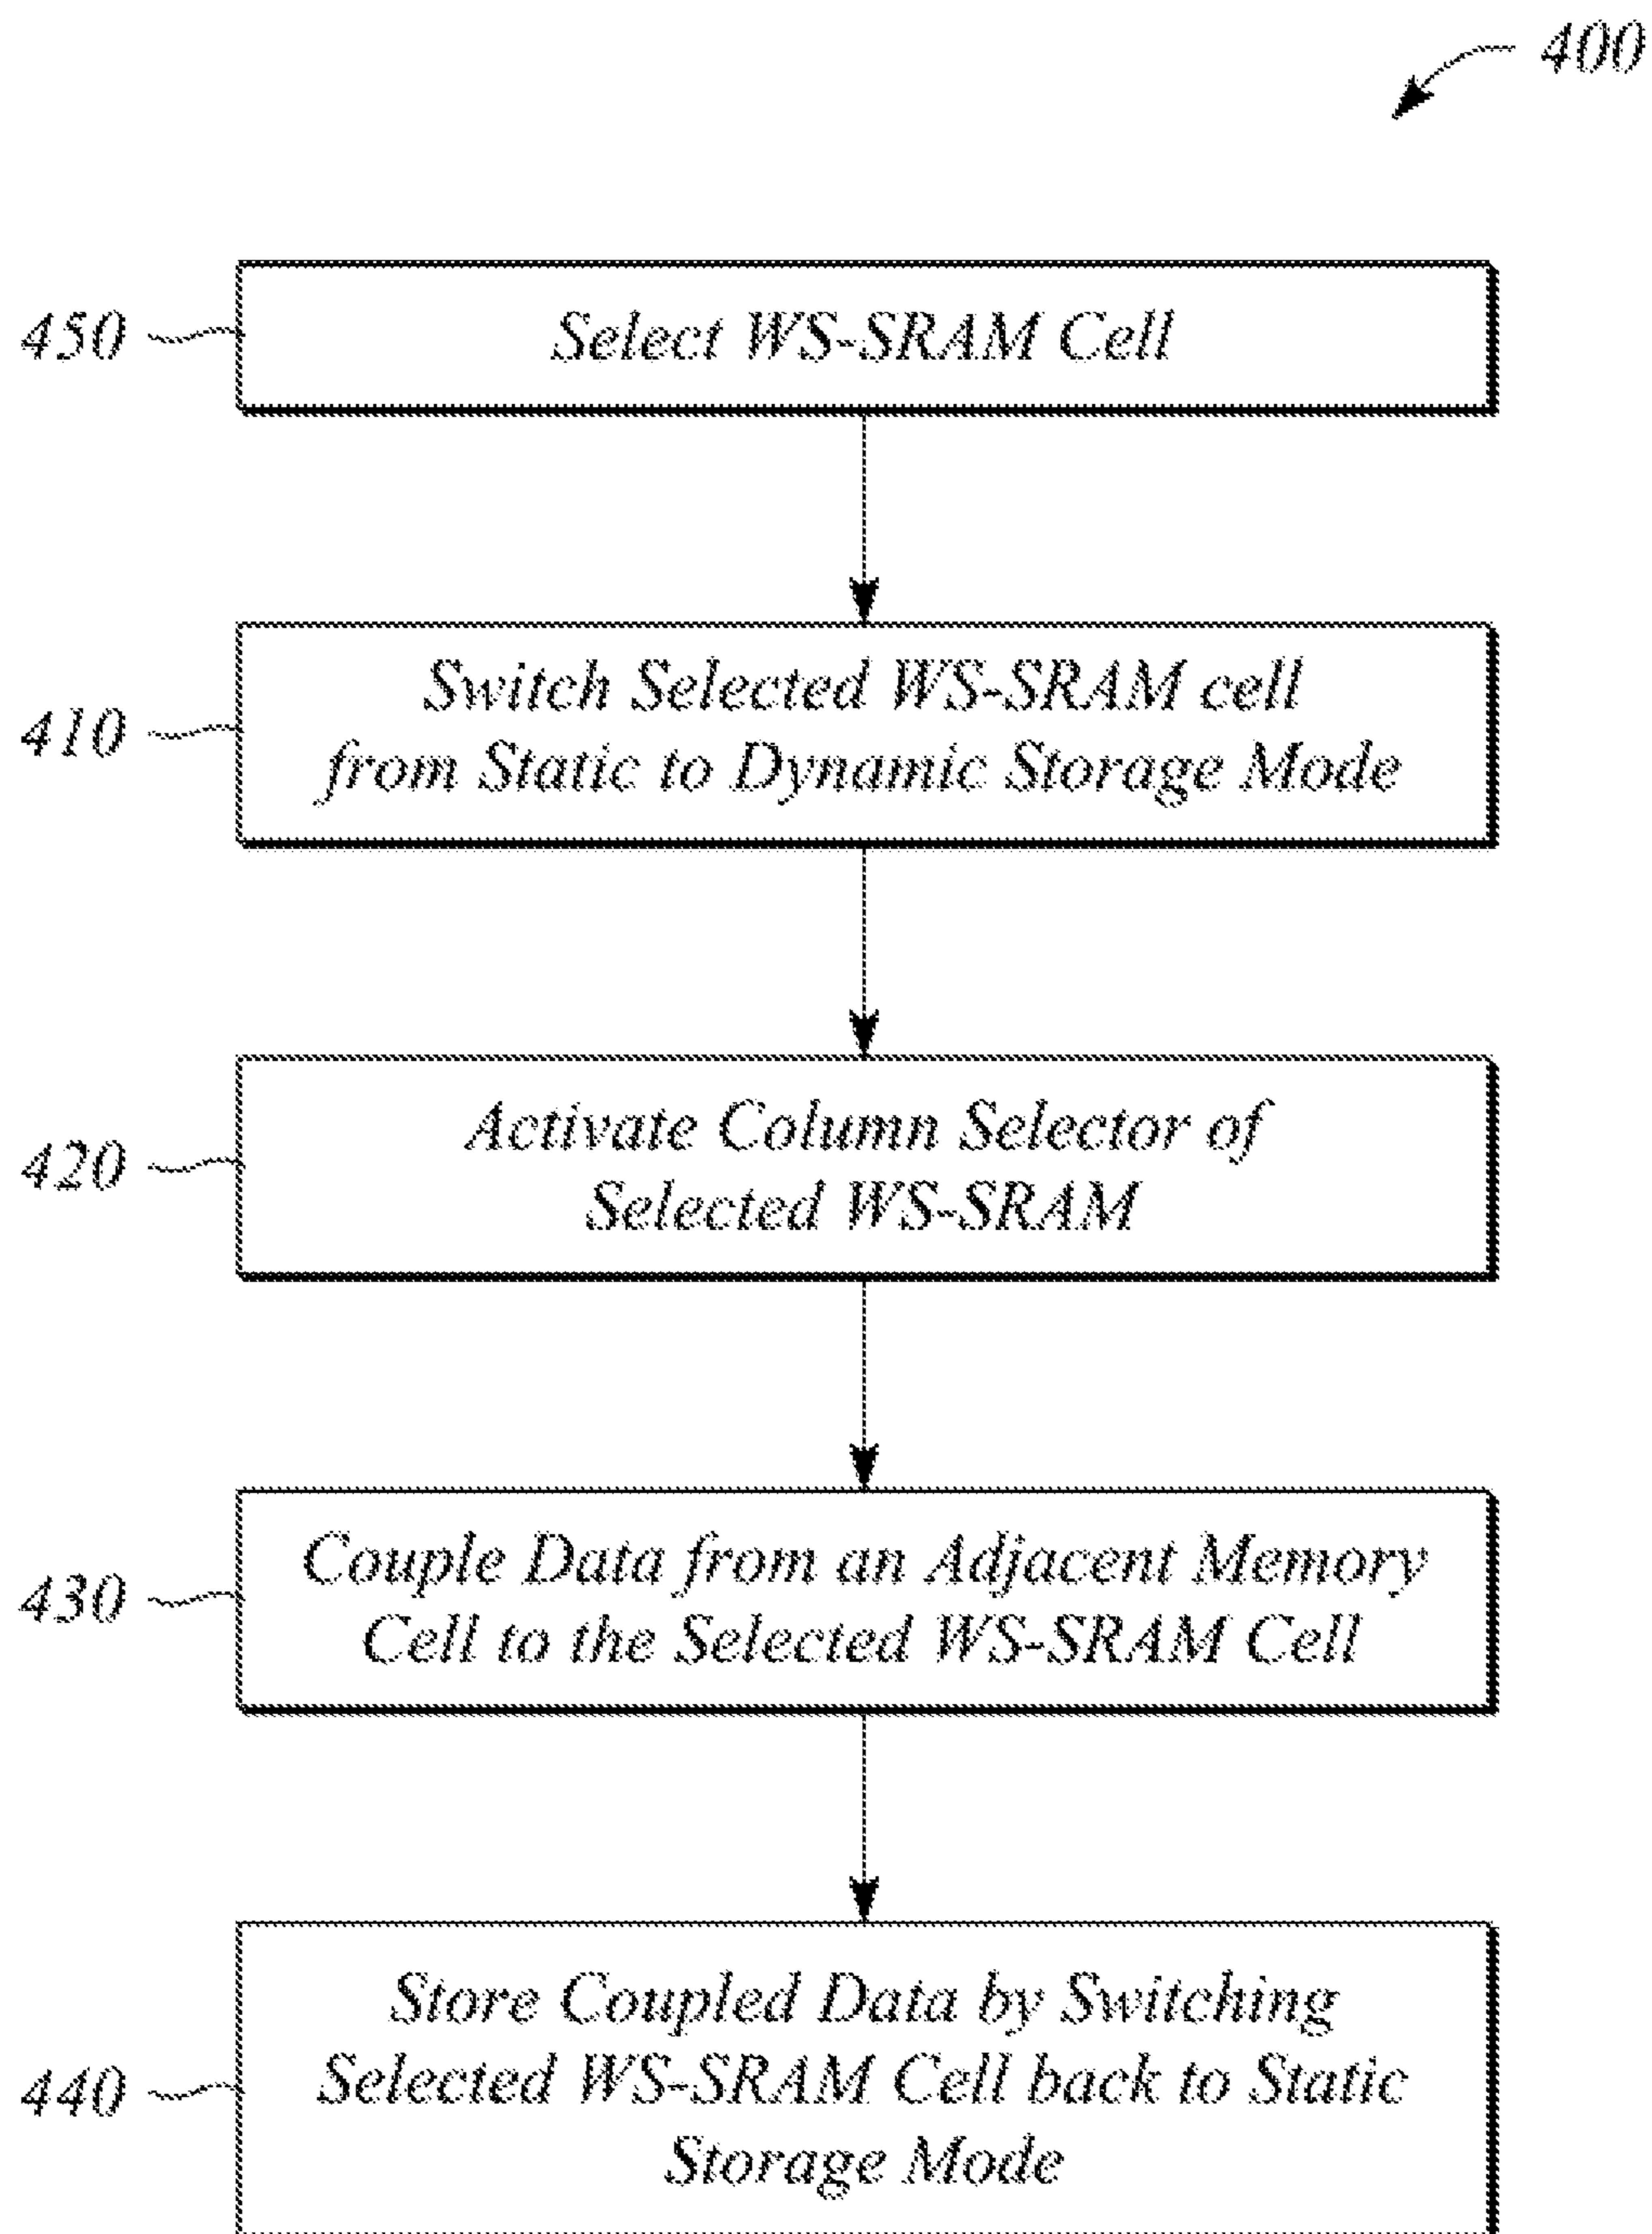 400
450
Select WS-SRAM Cell
410
Switch Selected WS-SRAM cell
from Static to Dynamic Storage Mode
420
Activate Column Selector of
Selected WS-SRAM
430
Couple Data from an Adjacent Memory
Cell to the Selected WS-SRAM Cell
440
Store Coupled Data by Switching
Selected WS-SRAM Cell back to Static
Storage Mode